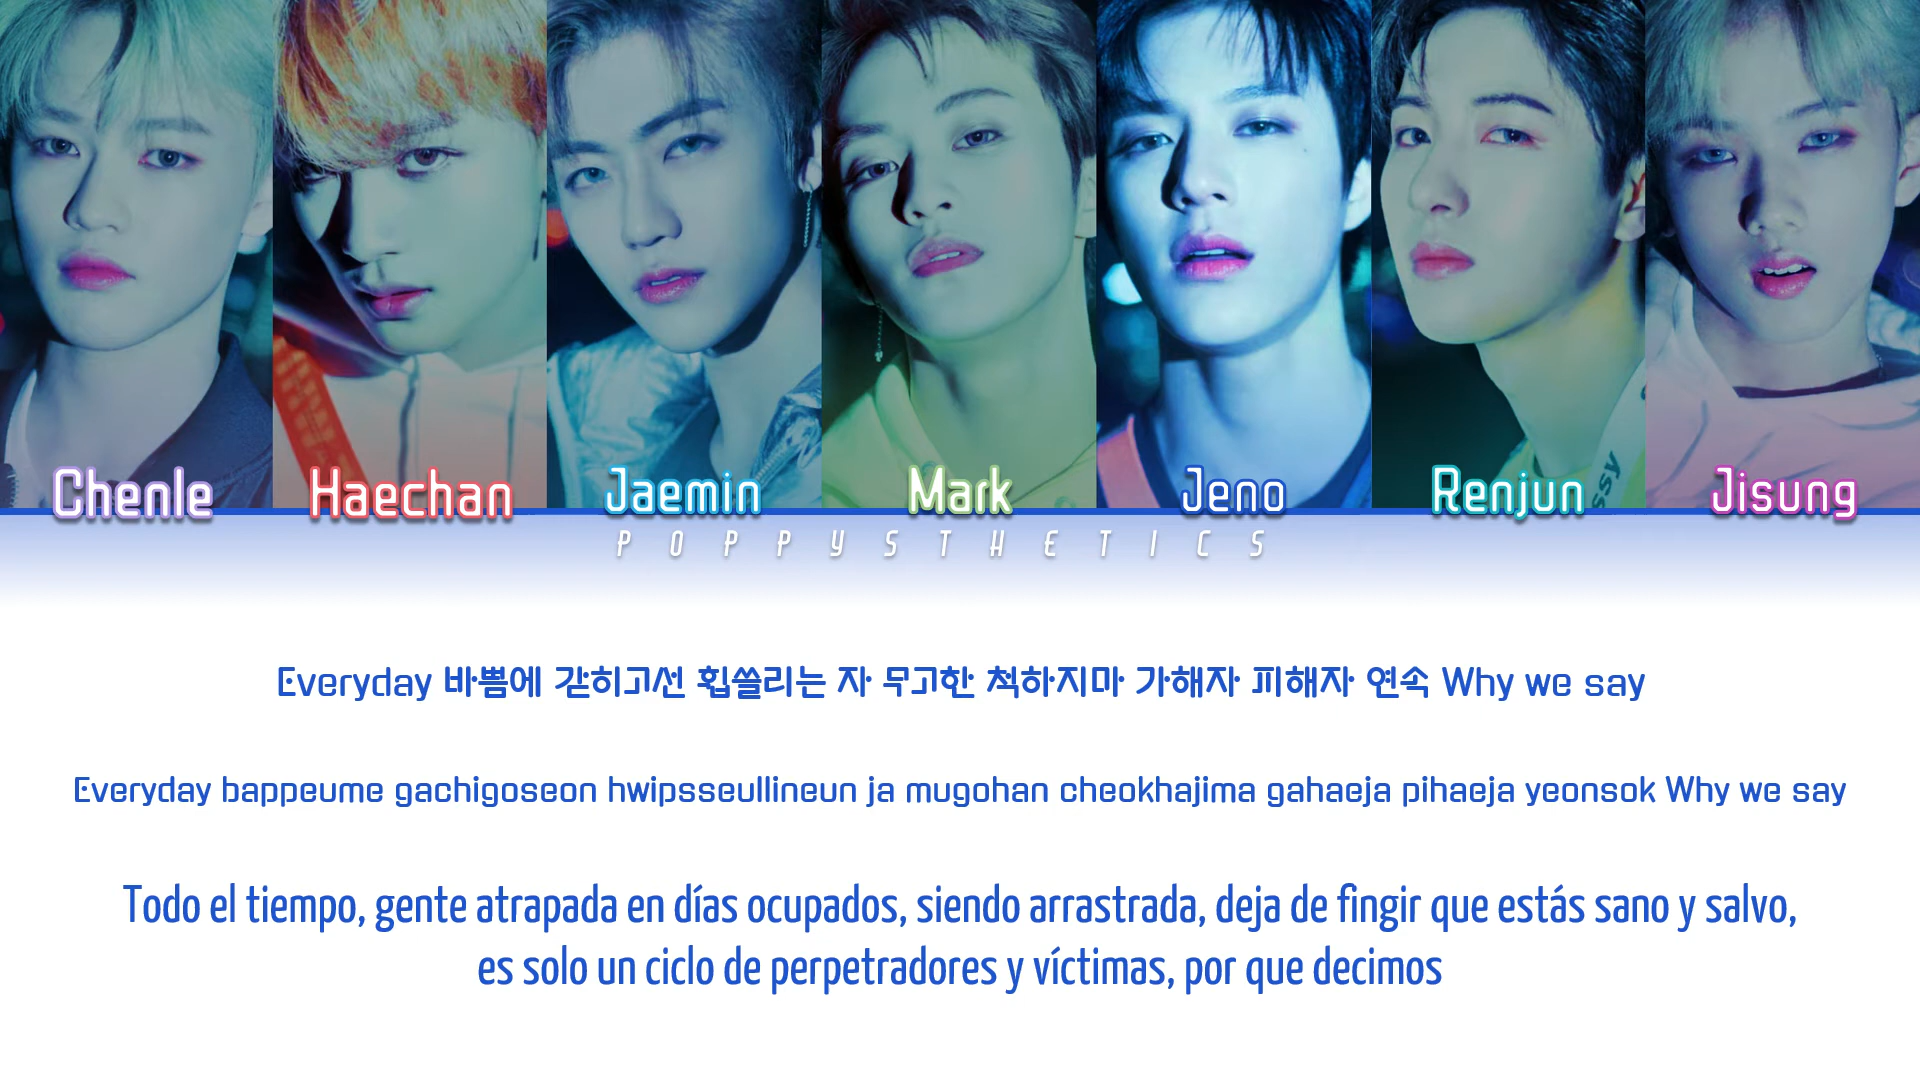 Chenle Haechan Jaemin Mark Jeno Renjun Jisung
POPPYSTHETICS
Everyday 바쁨에 갇히고선 휩쓸리는 자 무고한 척하지마 가해자 피해자 연속 Why we say
Everyday bappeume gachigoseon hwipsseullineun ja mugohan cheokhajima gahaeja pihaeja yeonsok Why we say
Todo el tiempo, gente atrapada en días ocupados, siendo arrastrada, deja de fingir que estás sano y salvo,
es solo un ciclo de perpetradores y víctimas, por que decimos